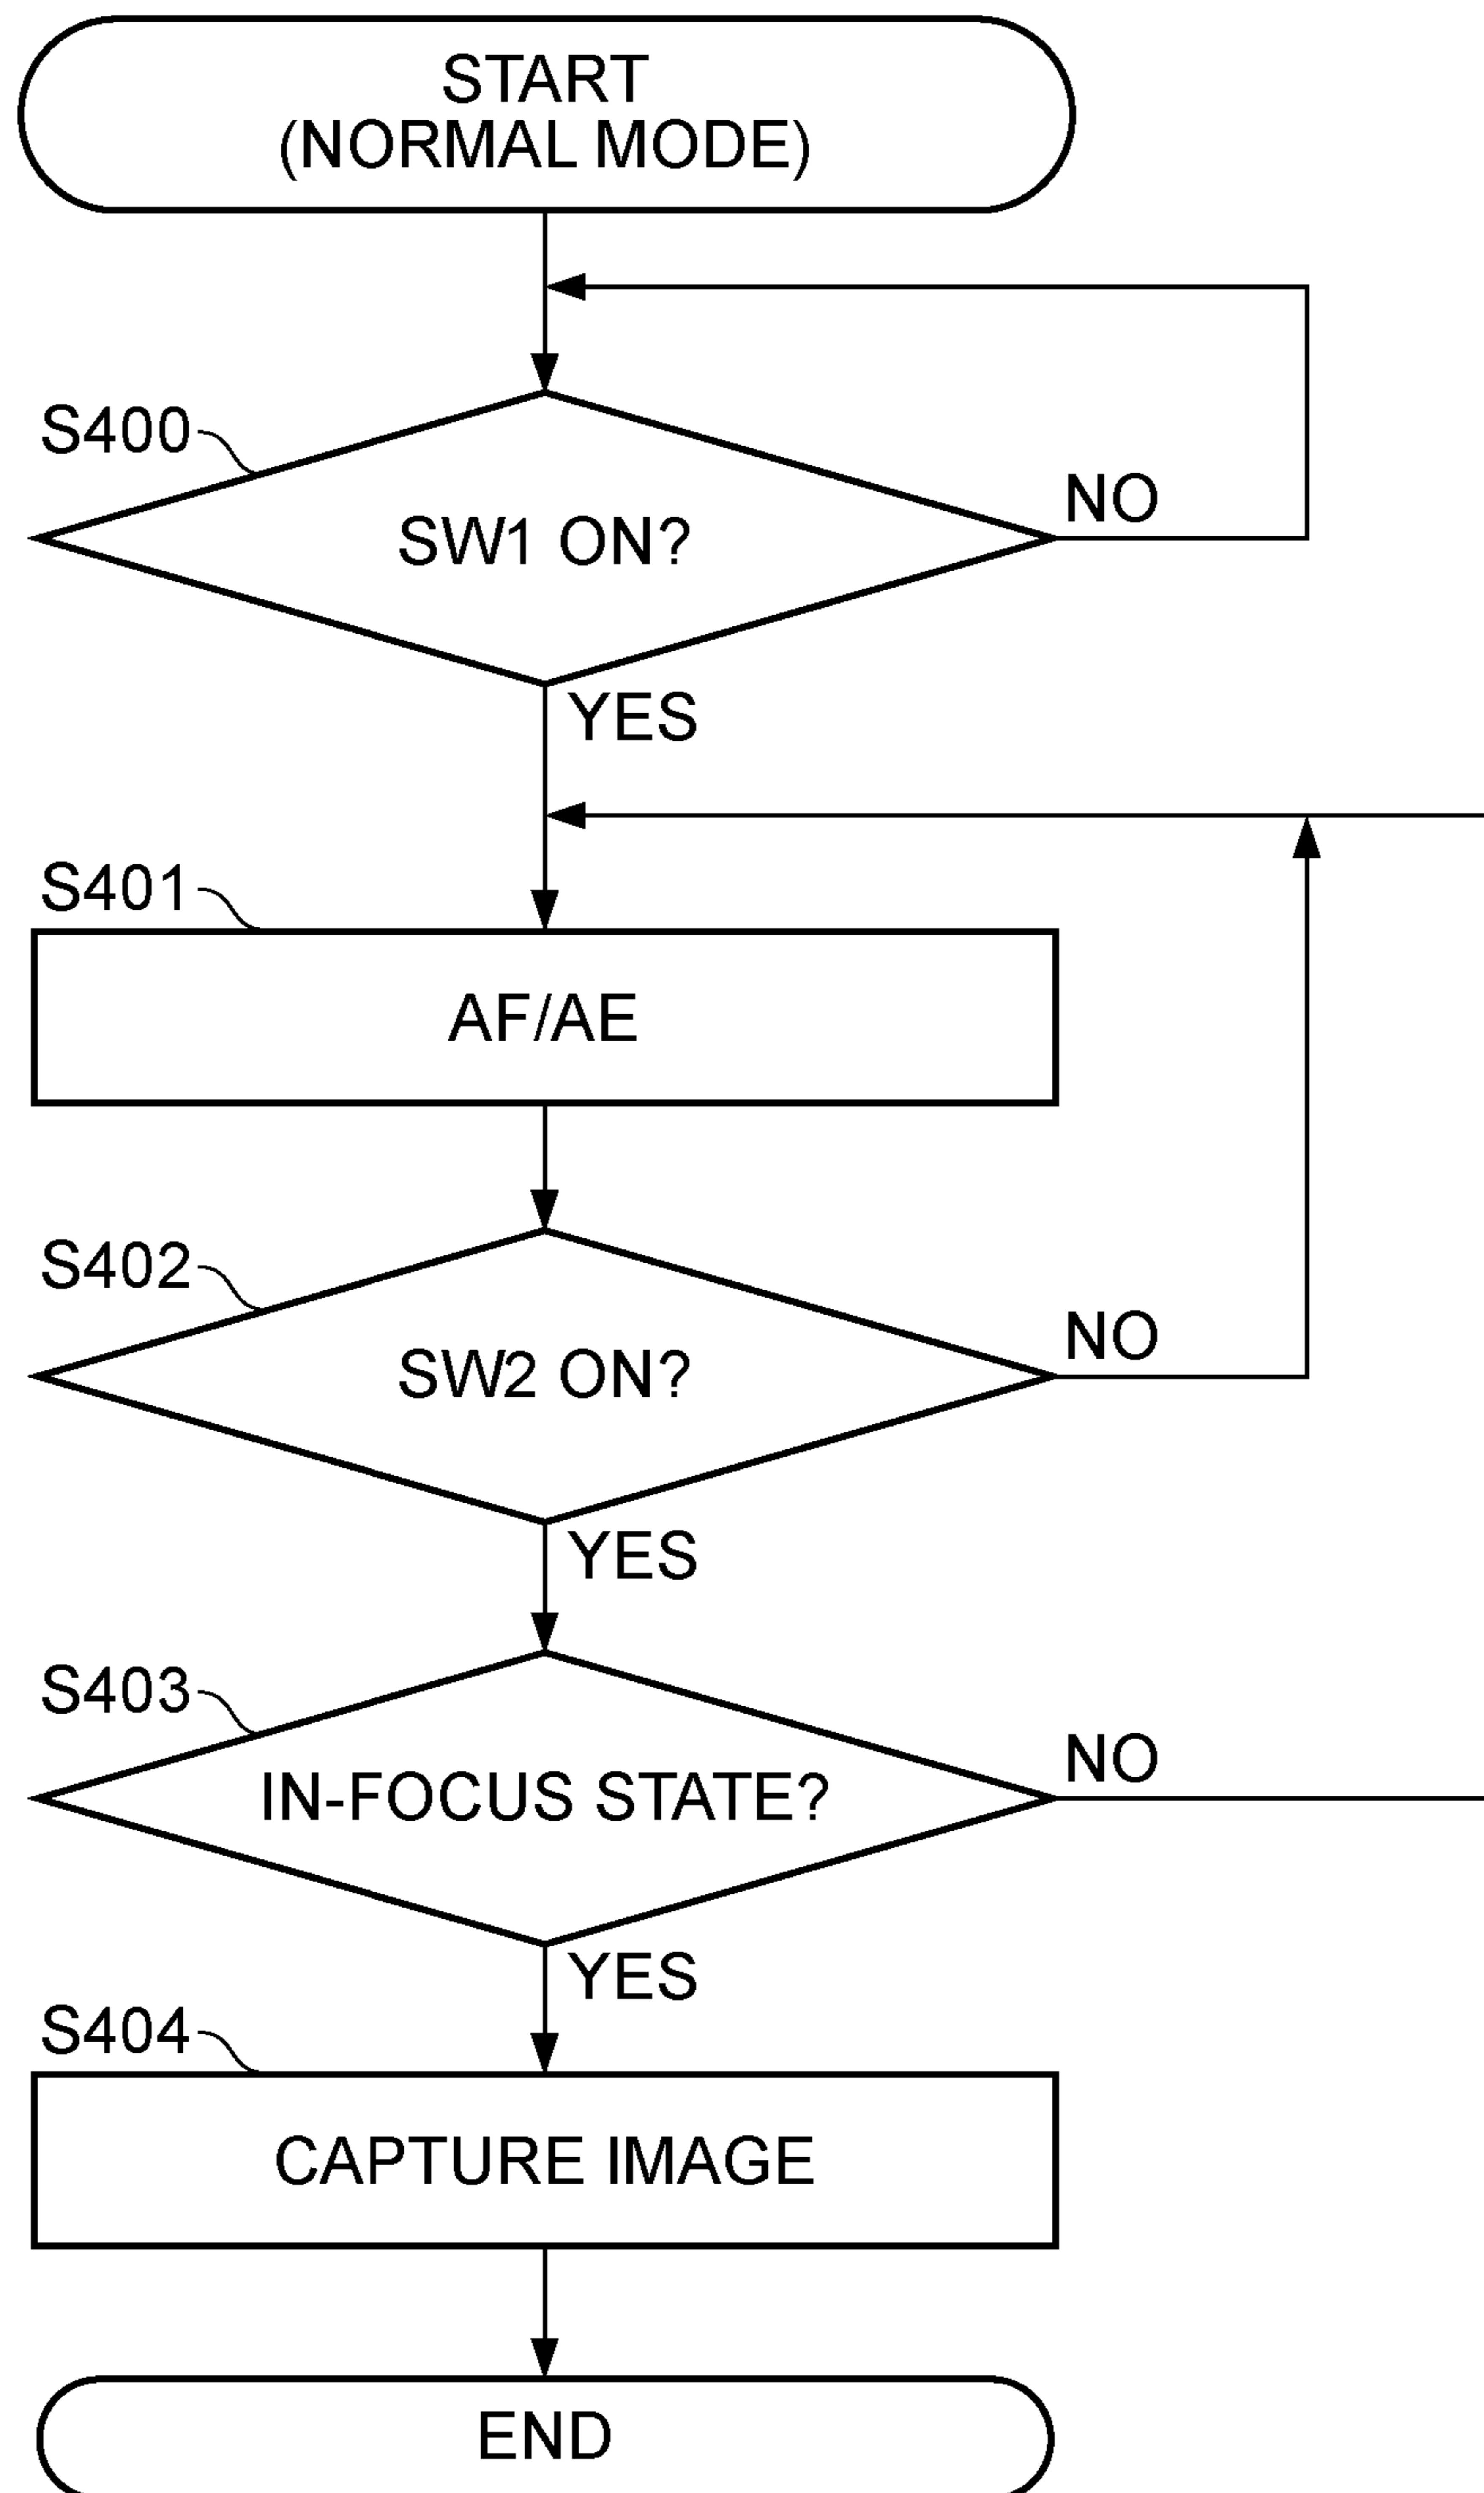 START
(NORMAL MODE)
S400
SW1 ON?
NO
YES
S401
AF/AE
S402
SW2 ON?
NO
YES
S403
IN-FOCUS STATE?
NO
YES
S404
CAPTURE IMAGE
END